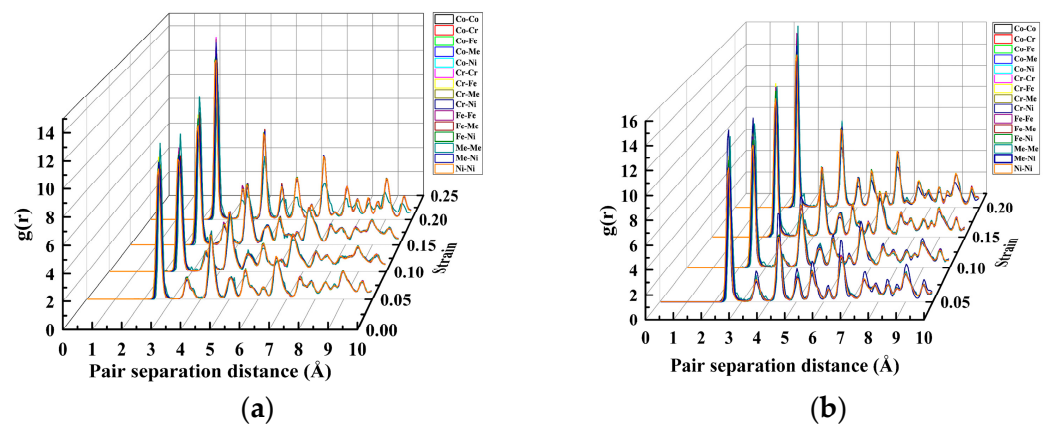 Co-Co
Co-Cr
Co-Fe
Co-Me
Co-Ni
Cr-Cr
Cr-Fe
Cr-Me
Cr-Ni
Fe-Fe
Fe-Me
Fe-Ni
Me-Me
Me-Ni
Ni-Ni
14
12
10
8
6
4
2
0
g(r)
0.25
0.20
0.15
0.10
0.05
0.00
Strain
0 1 2 3 4 5 6 7 8 9 10
Pair separation distance (Å)
(a)
Co-Co
Co-Cr
Co-Fe
Co-Me
Co-Ni
Cr-Cr
Cr-Fe
Cr-Me
Cr-Ni
Fe-Fe
Fe-Me
Fe-Ni
Me-Me
Me-Ni
Ni-Ni
16
14
12
10
8
6
4
2
0
g(r)
0.20
0.15
0.10
0.05
Strain
0 1 2 3 4 5 6 7 8 9 10
Pair separation distance (Å)
(b)